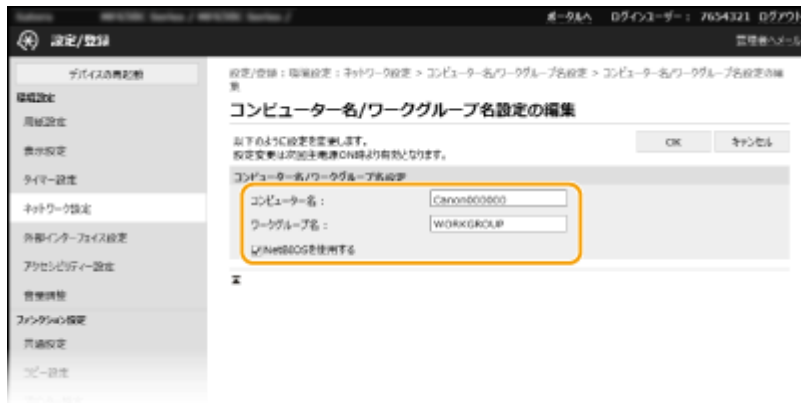 ポータルへ ログインユーザー： 7654321 ログアウト
設定/登録
管理者へメール
デバイスの再起動
環境設定
用紙設定
表示設定
タイマー設定
ネットワーク設定
外部インターフェイス設定
アクセシビリティー設定
音量調整
ファンクション設定
共通設定
コピー設定
設定/登録 : 環境設定 : ネットワーク設定 > コンピューター名/ワークグループ名設定 > コンピューター名/ワークグループ名設定の編
集
コンピューター名/ワークグループ名設定の編集
以下のように設定を変更します。
設定変更は次回主電源ON時より有効となります。
OK キャンセル
コンピューター名/ワークグループ名設定
コンピューター名 : Canon000000
ワークグループ名 : WORKGROUP
NetBIOSを使用する